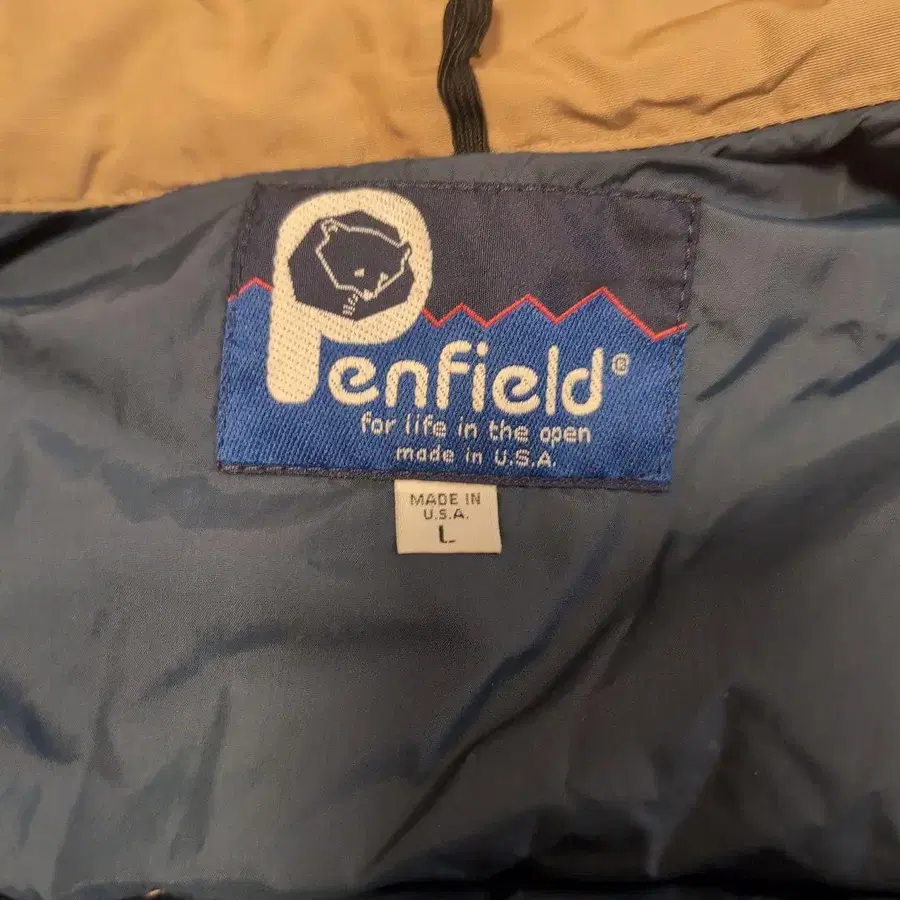 Penfield®
for life in the open
made in U.S.A.
MADE IN
U.S.A.
L